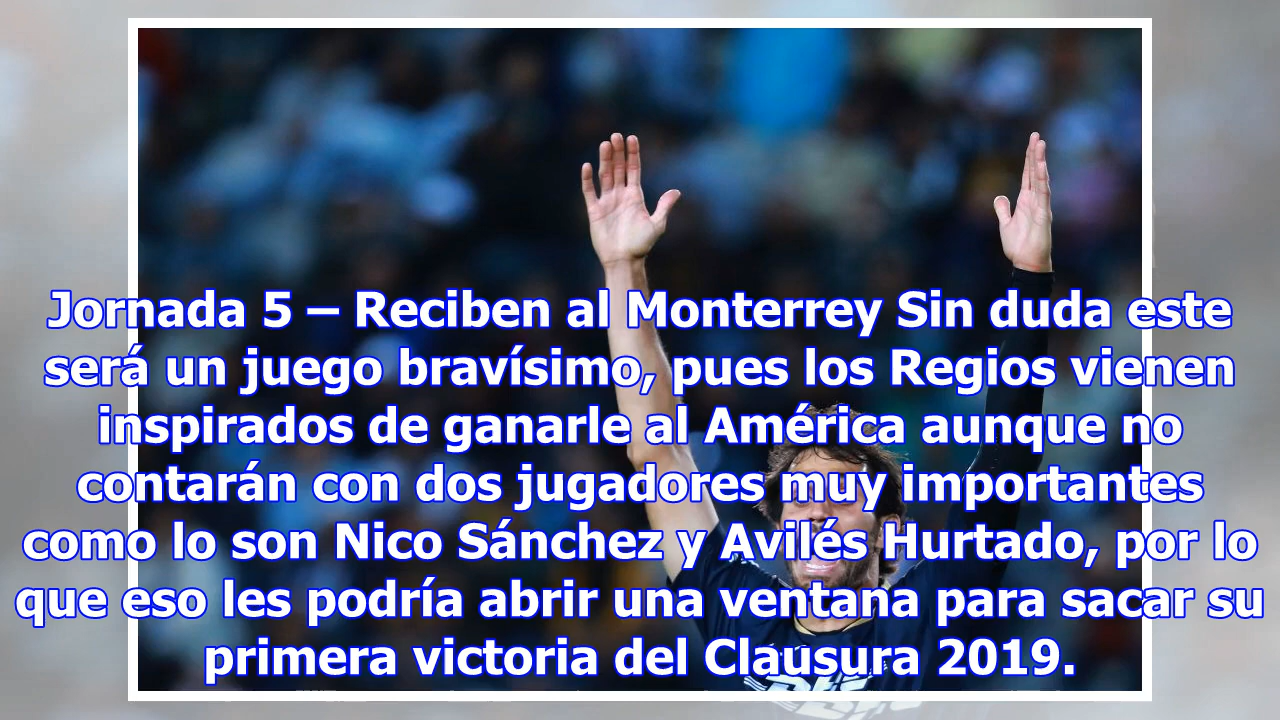 Jornada 5 – Reciben al Monterrey Sin duda este
será un juego bravísimo, pues los Regios vienen
inspirados de ganarle al América aunque no
contarán con dos jugadores muy importantes
como lo son Nico Sánchez y Avilés Hurtado, por lo
que eso les podría abrir una ventana para sacar su
primera victoria del Clausura 2019.